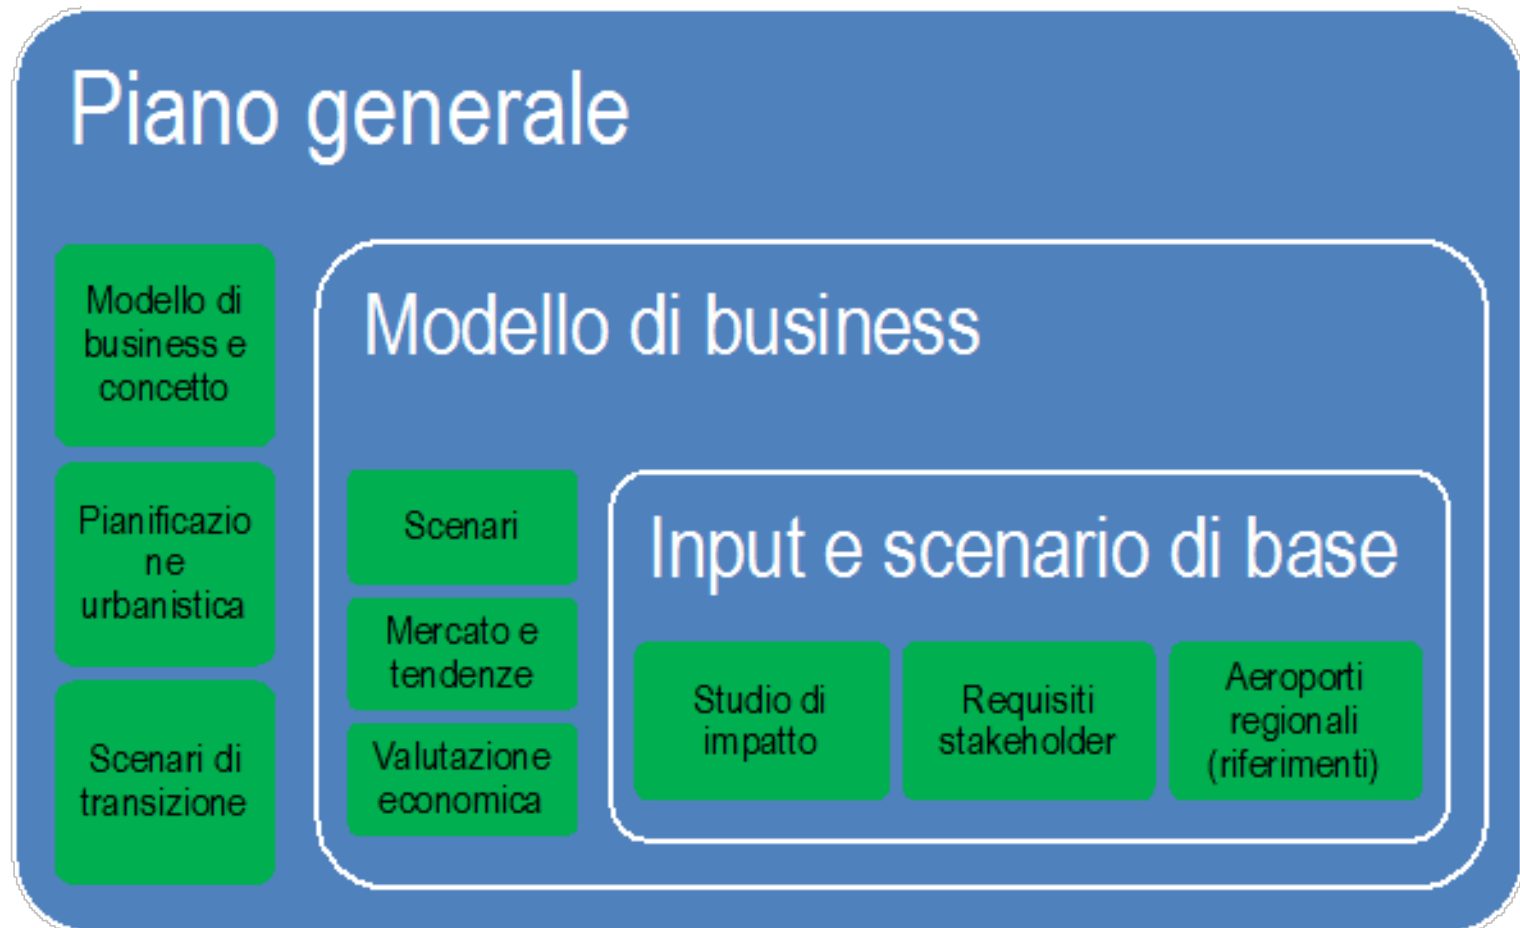 Piano generale
Modello di
business e
concetto
Pianificazio
ne
urbanistica
Scenari di
transizione
Modello di business
Scenari
Mercato e
tendenze
Valutazione
economica
Input e scenario di base
Studio di
impatto
Requisiti
stakeholder
Aeroporti
regionali
(riferimenti)